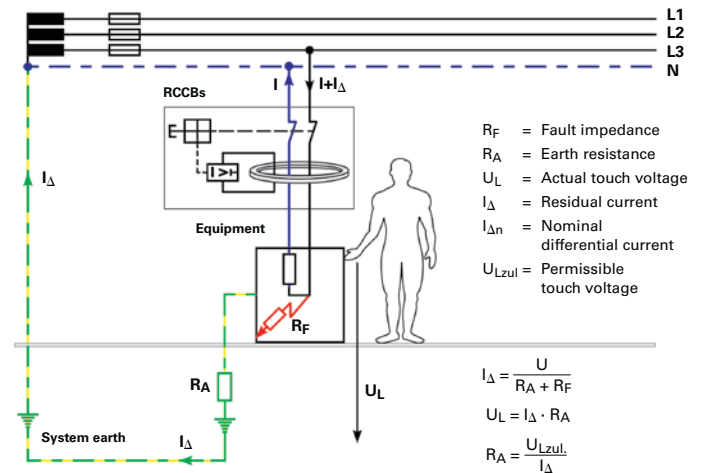 L1
L2
L3
N
I
I+IΔ
RCCBs
I>
IΔ
Equipment
RF
RA
UL
System earth
IΔ
RF = Fault impedance
RA = Earth resistance
UL = Actual touch voltage
IΔ = Residual current
IΔn = Nominal
differential current
ULzul = Permissible
touch voltage
IΔ = U / RA + RF
UL = IΔ · RA
RA = ULzul. / IΔ